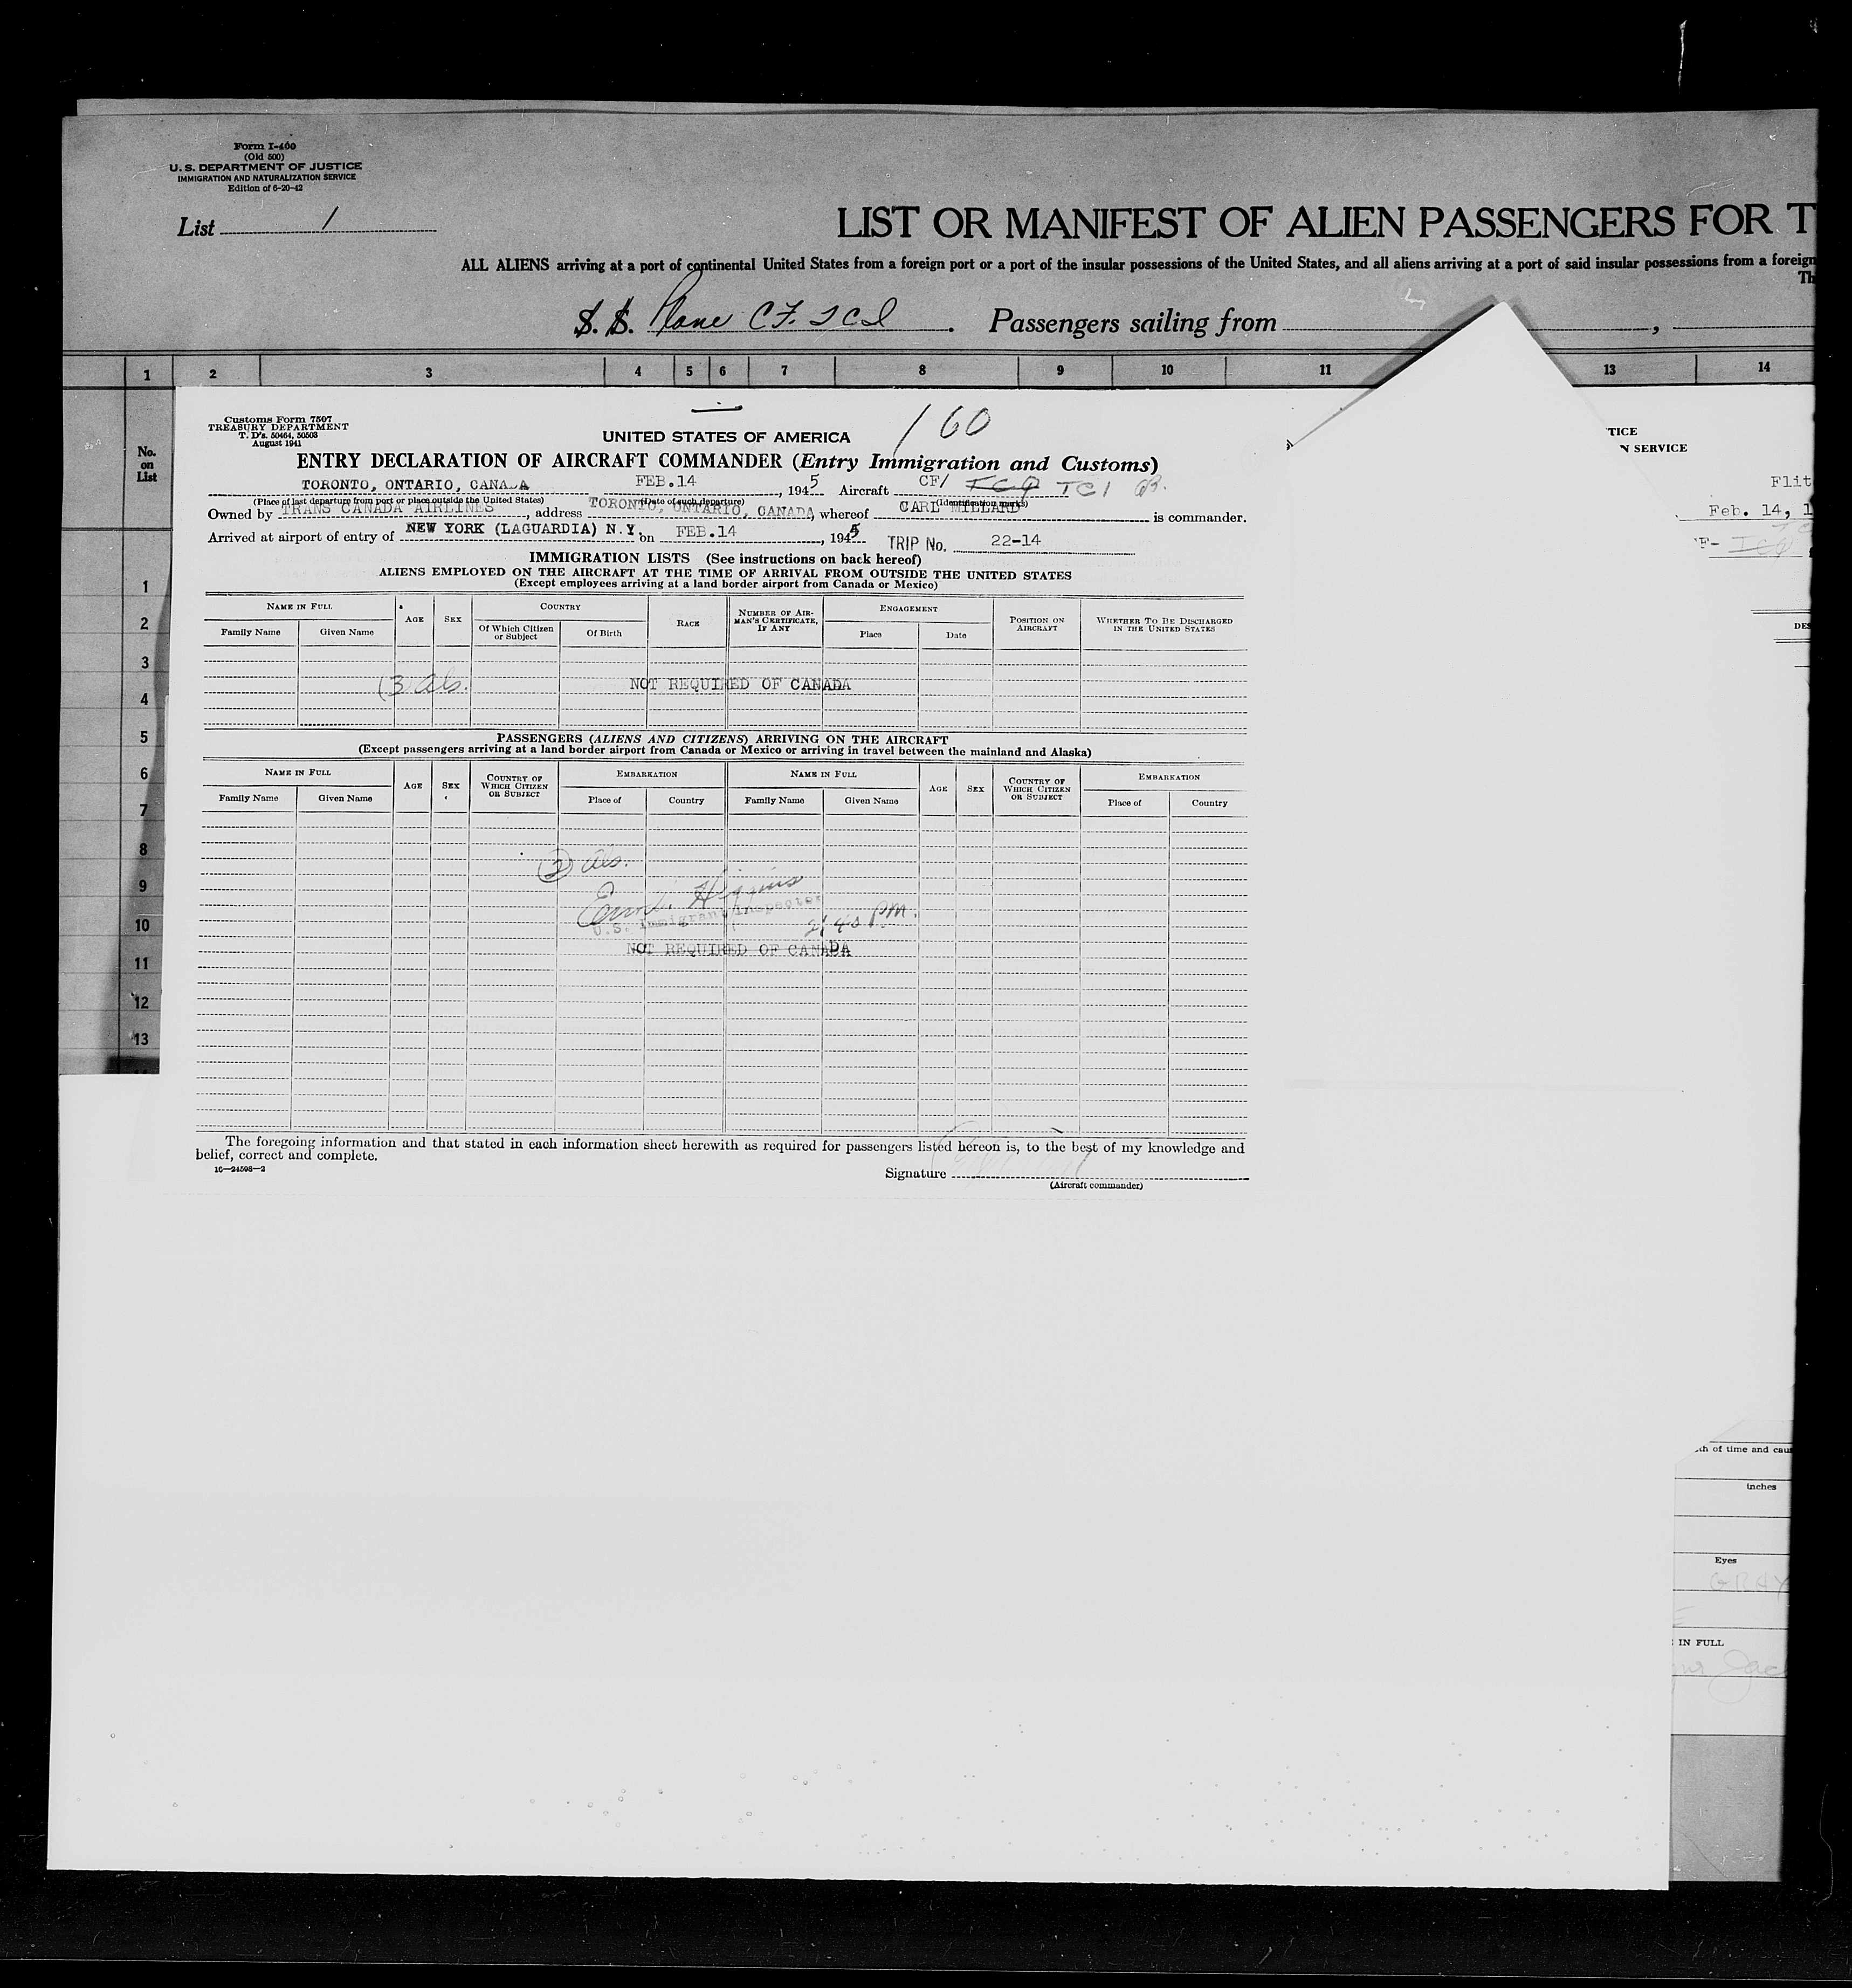 Form I-400
(Old 500)
U. S. DEPARTMENT OF JUSTICE
IMMIGRATION AND NATURALIZATION SERVICE
Edition of 6-20-42
List 1
LIST OR MANIFEST OF ALIEN PASSENGERS FOR T
ALL ALIENS arriving at a port of continental United States from a foreign port or a port of the insular possessions of the United States, and all aliens arriving at a port of said insular possessions from a foreign
Th
S. S. Plane CF. TCI . Passengers sailing from ,
1 2 3 4 5 6 7 8 9 10 11 13 14
No.
on
List
1
2
3
4
5
6
7
8
9
10
11
12
13
Customs Form 7507
TREASURY DEPARTMENT
T. D's. 50464, 50503
August 1941
160
UNITED STATES OF AMERICA
ENTRY DECLARATION OF AIRCRAFT COMMANDER (Entry Immigration and Customs)
TORONTO, ONTARIO, CANADA FEB.14 , 1945 Aircraft CF/ TCQ TCI
(Place of last departure from port or place outside the United States) (Date of such departure) (Identification marks)
Owned by TRANS CANADA AIRLINES , address TORONTO, ONTARIO, CANADA, whereof CARL MILLARD is commander.
Arrived at airport of entry of NEW YORK (LAGUARDIA) N.Y. on FEB.14 , 1945 TRIP No. 22-14
IMMIGRATION LISTS (See instructions on back hereof)
ALIENS EMPLOYED ON THE AIRCRAFT AT THE TIME OF ARRIVAL FROM OUTSIDE THE UNITED STATES
(Except employees arriving at a land border airport from Canada or Mexico)
NAME IN FULL AGE SEX COUNTRY RACE NUMBER OF AIRMAN'S CERTIFICATE, IF ANY ENGAGEMENT POSITION ON AIRCRAFT WHETHER TO BE DISCHARGED IN THE UNITED STATES
Family Name Given Name Of Which Citizen or Subject Of Birth Place Date
(3 als. NOT REQUIRED OF CANADA
PASSENGERS (ALIENS AND CITIZENS) ARRIVING ON THE AIRCRAFT
(Except passengers arriving at a land border airport from Canada or Mexico or arriving in travel between the mainland and Alaska)
NAME IN FULL AGE SEX COUNTRY OF WHICH CITIZEN OR SUBJECT EMBARKATION NAME IN FULL AGE SEX COUNTRY OF WHICH CITIZEN OR SUBJECT EMBARKATION
Family Name Given Name Place of Country Family Name Given Name Place of Country
als.
Higgins
U.S. Immigrant Inspector
2:40 PM.
NOT REQUIRED OF CANADA
The foregoing information and that stated in each information sheet herewith as required for passengers listed hereon is, to the best of my knowledge and
belief, correct and complete.
16—24598—2
Signature
(Aircraft commander)
TICE
N SERVICE
Flit
Feb. 14, 1
F-
DES
th of time and cau
inches
Eyes
GRAY
IN FULL
Jac